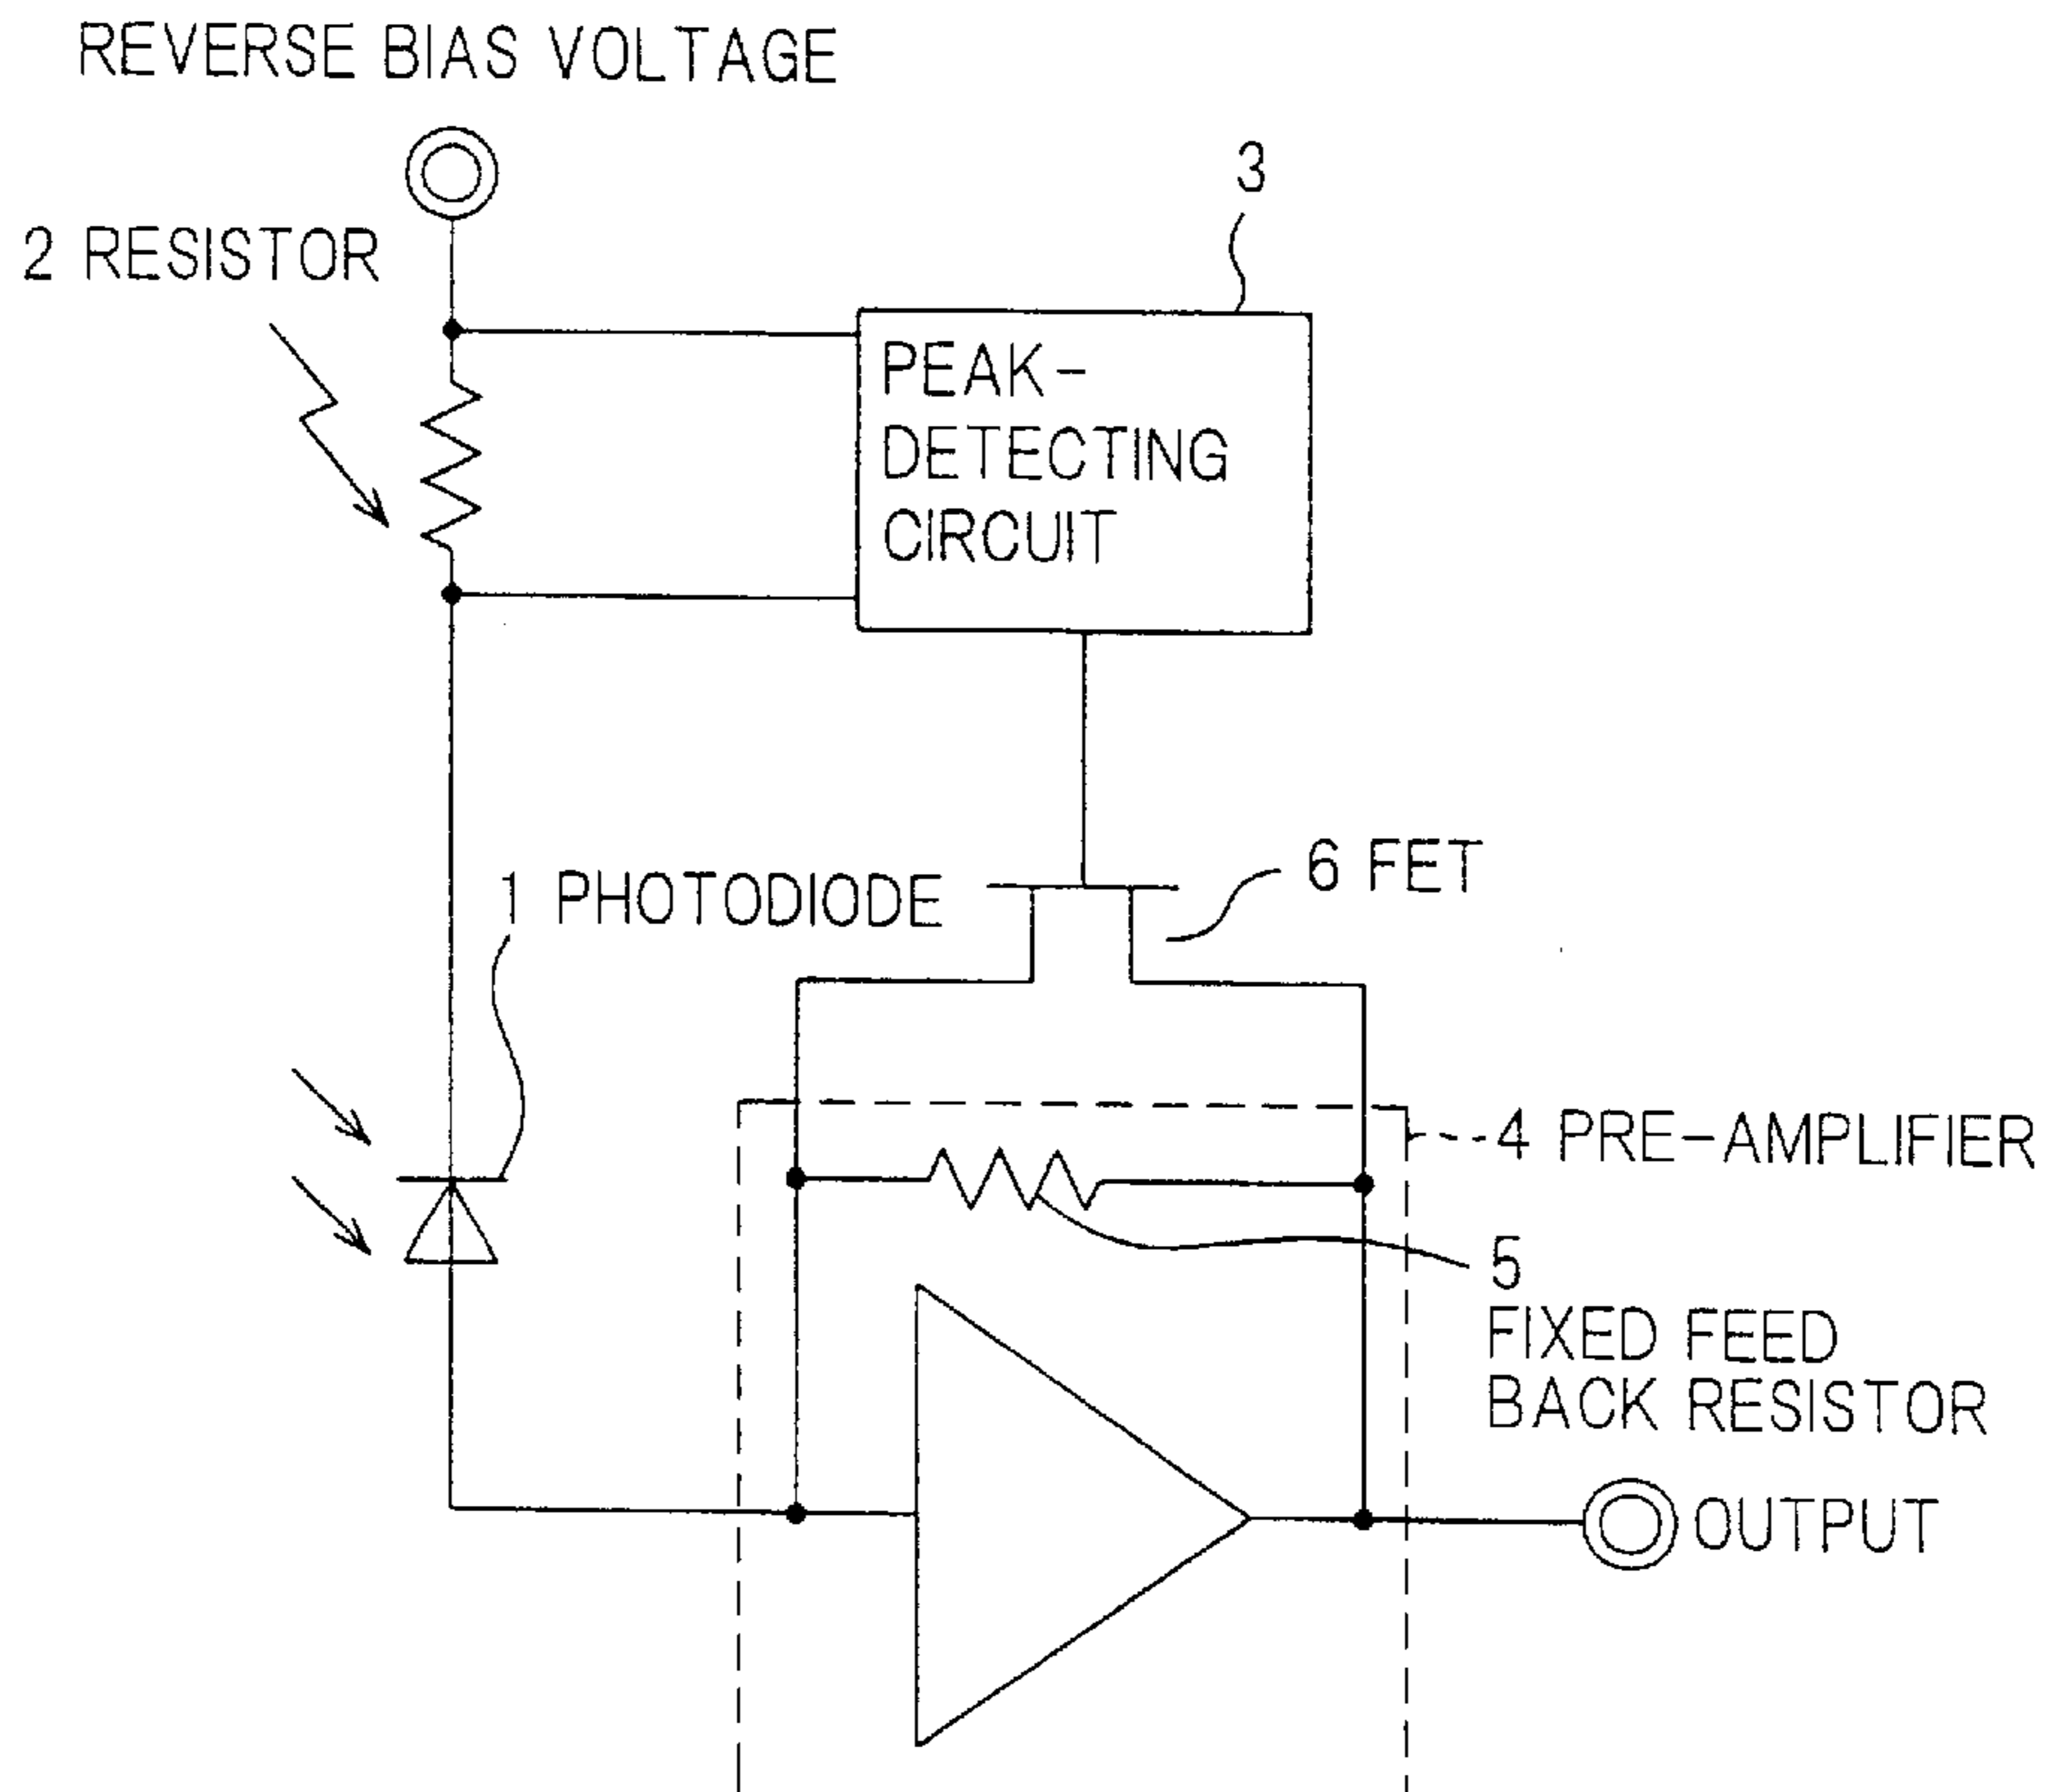 REVERSE BIAS VOLTAGE
3
2 RESISTOR
PEAK-
DETECTING
CIRCUIT
6 FET
1 PHOTODIODE
4 PRE-AMPLIFIER
5
FIXED FEED
BACK RESISTOR
OUTPUT